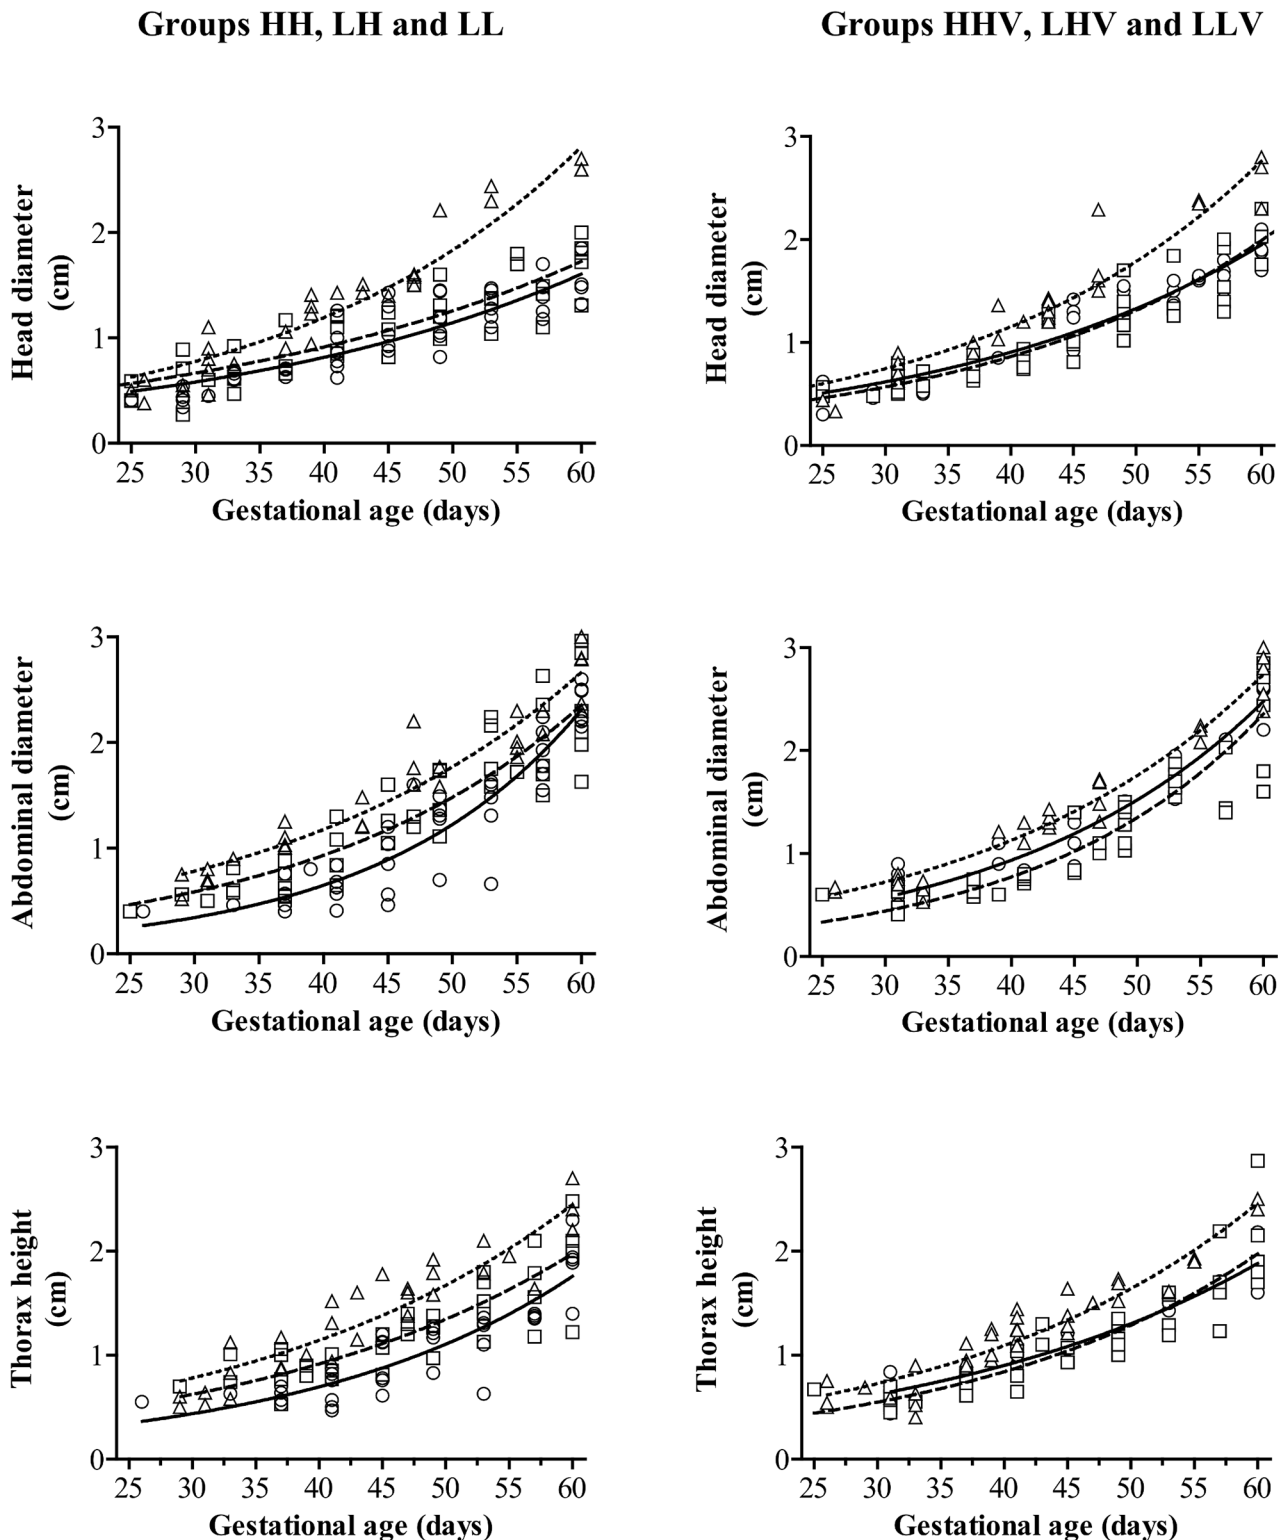 Groups HH, LH and LL
Groups HHV, LHV and LLV
Head diameter
(cm)
3
2
1
0
25 30 35 40 45 50 55 60
Gestational age (days)
Head diameter
(cm)
3
2
1
0
25 30 35 40 45 50 55 60
Gestational age (days)
Abdominal diameter
(cm)
3
2
1
0
25 30 35 40 45 50 55 60
Gestational age (days)
Abdominal diameter
(cm)
3
2
1
0
25 30 35 40 45 50 55 60
Gestational age (days)
Thorax height
(cm)
3
2
1
0
25 30 35 40 45 50 55 60
Gestational age (days)
Thorax height
(cm)
3
2
1
0
25 30 35 40 45 50 55 60
Gestational age (days)